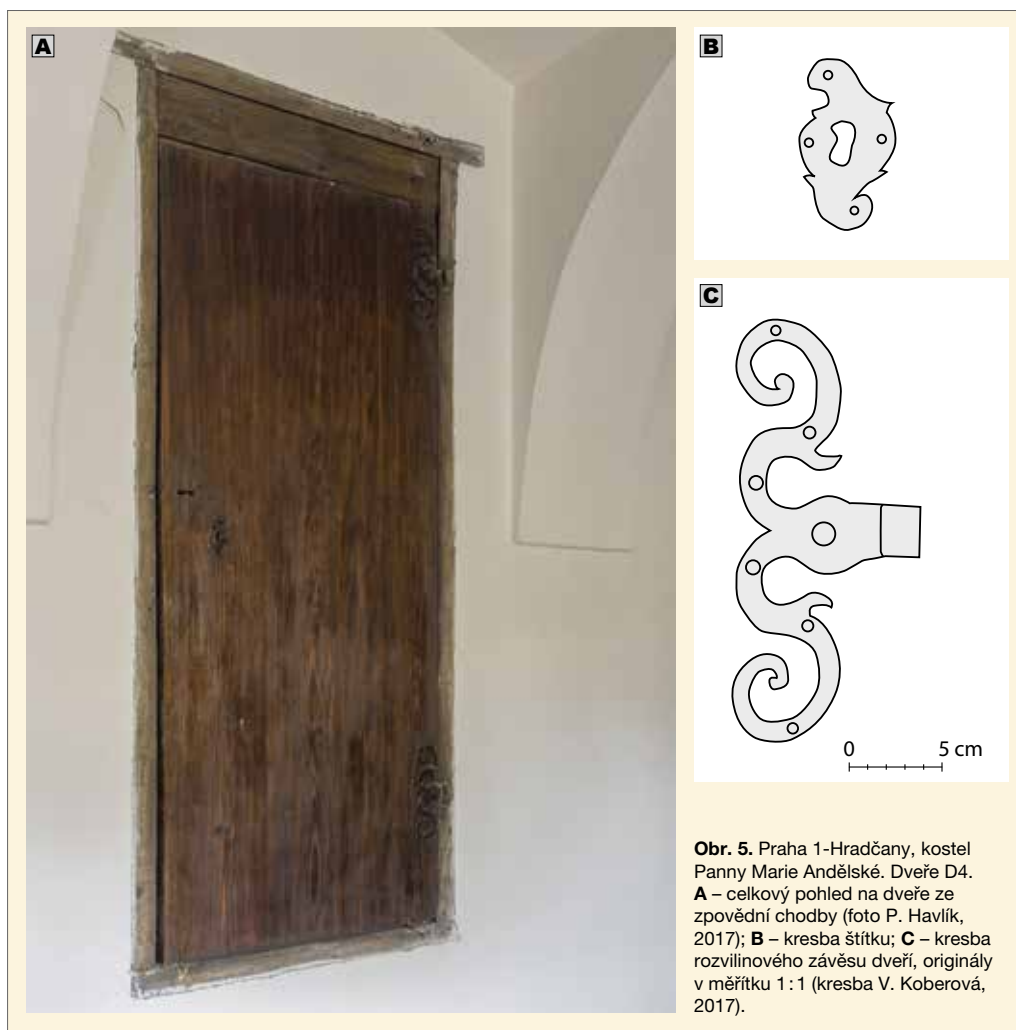 A
B
C
0 5 cm
Obr. 5. Praha 1-Hradčany, kostel
Panny Marie Andělské. Dveře D4.
A – celkový pohled na dveře ze
zpovědní chodby (foto P. Havlík,
2017); B – kresba štítku; C – kresba
rozvilinového závěsu dveří, originály
v měřítku 1:1 (kresba V. Koberová,
2017).